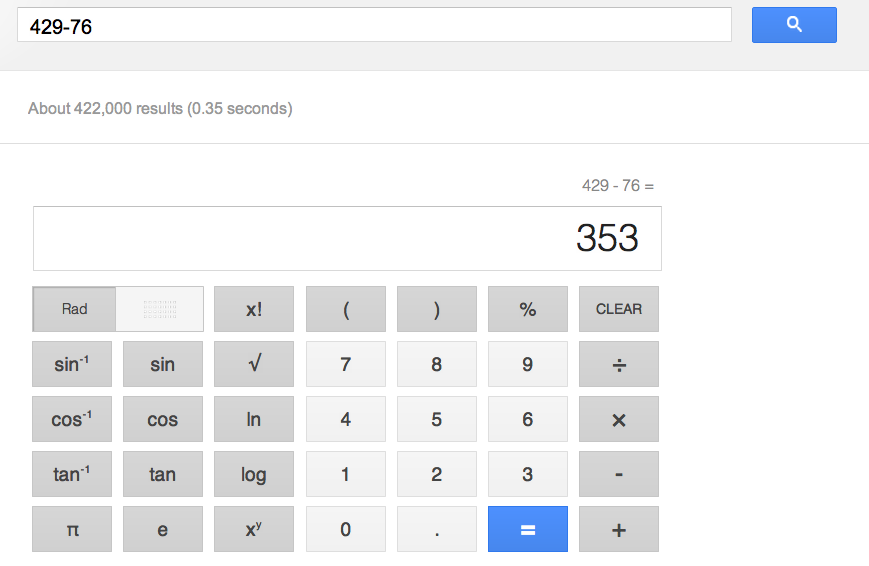 429-76
About 422,000 results (0.35 seconds)
429 - 76 =
353
Rad x! ( ) % CLEAR
sin-1 sin √ 7 8 9 ÷
cos-1 cos ln 4 5 6 ×
tan-1 tan log 1 2 3 -
π e xy 0 . = +